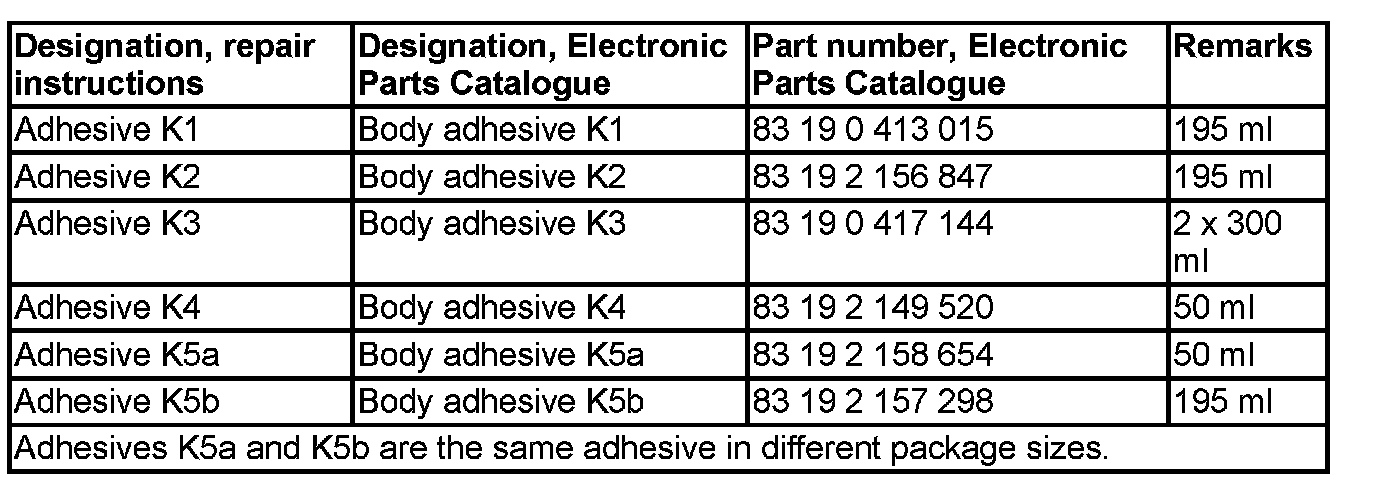 Designation, repair instructions | Designation, Electronic Parts Catalogue | Part number, Electronic Parts Catalogue | Remarks
Adhesive K1 | Body adhesive K1 | 83 19 0 413 015 | 195 ml
Adhesive K2 | Body adhesive K2 | 83 19 2 156 847 | 195 ml
Adhesive K3 | Body adhesive K3 | 83 19 0 417 144 | 2 x 300 ml
Adhesive K4 | Body adhesive K4 | 83 19 2 149 520 | 50 ml
Adhesive K5a | Body adhesive K5a | 83 19 2 158 654 | 50 ml
Adhesive K5b | Body adhesive K5b | 83 19 2 157 298 | 195 ml
Adhesives K5a and K5b are the same adhesive in different package sizes.